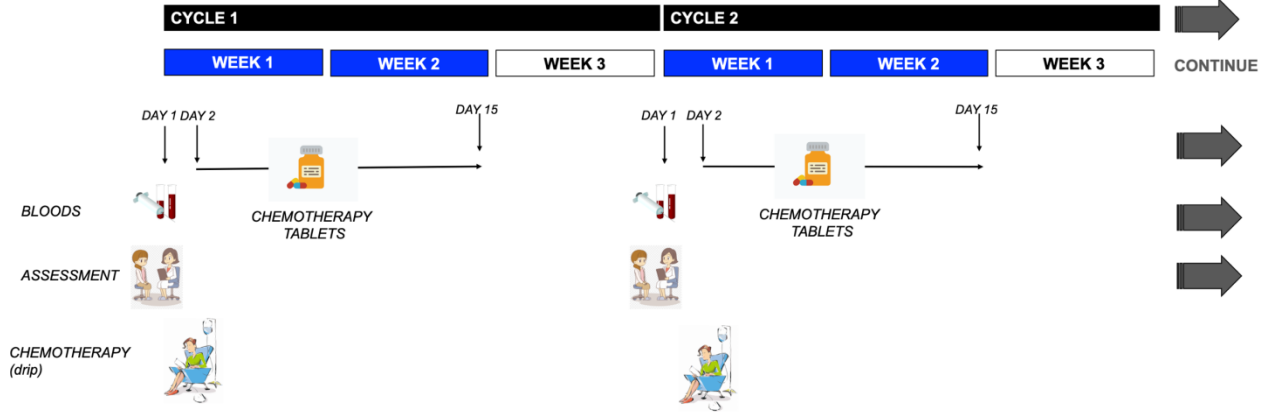 CYCLE 1
CYCLE 2
WEEK 1
WEEK 2
WEEK 3
WEEK 1
WEEK 2
WEEK 3
CONTINUE
DAY 1
DAY 2
DAY 15
DAY 1
DAY 2
DAY 15
BLOODS
CHEMOTHERAPY
TABLETS
CHEMOTHERAPY
TABLETS
ASSESSMENT
CHEMOTHERAPY
(drip)